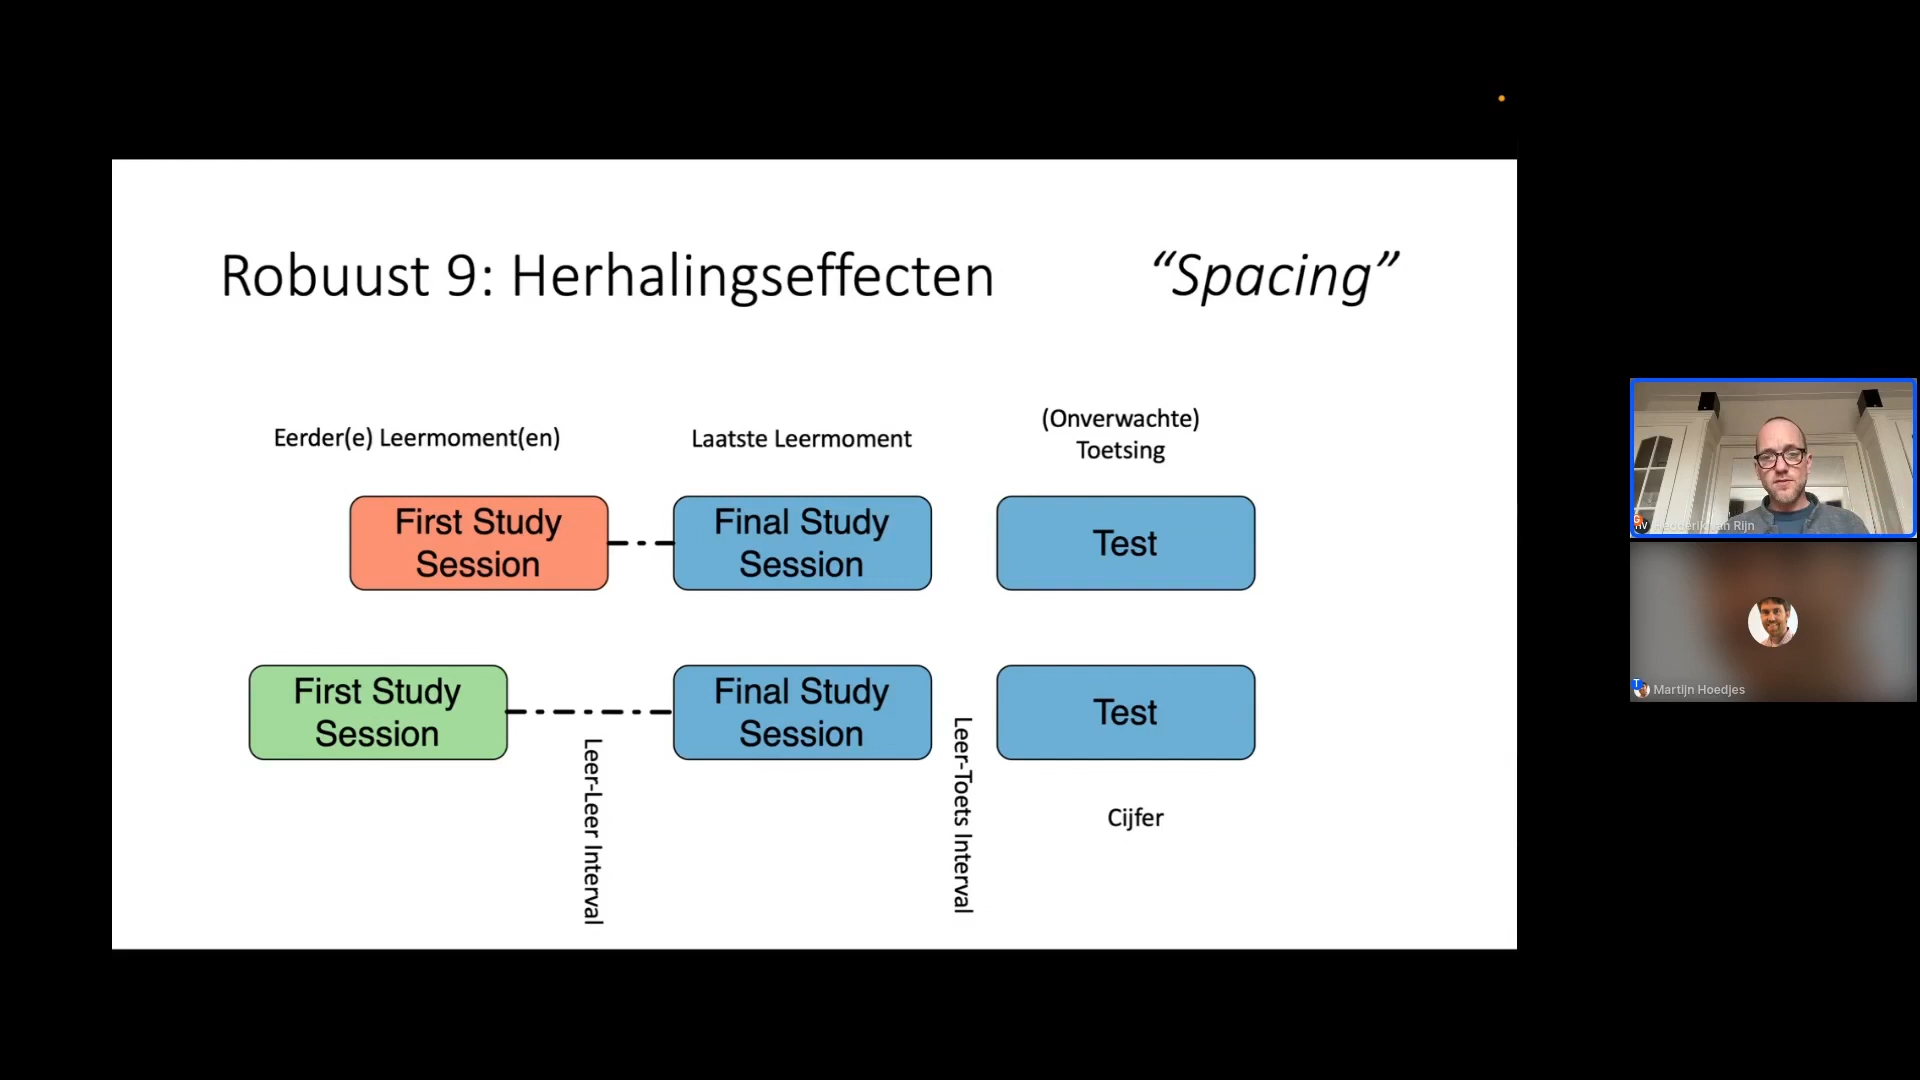 Robuust 9: Herhalingseffecten
“Spacing”
Eerder(e) Leermoment(en)
Laatste Leermoment
(Onverwachte)
Toetsing
First Study
Session
Final Study
Session
Test
First Study
Session
Final Study
Session
Test
Leer-Leer Interval
Leer-Toets Interval
Cijfer
Rijn
Martijn Hoedjes